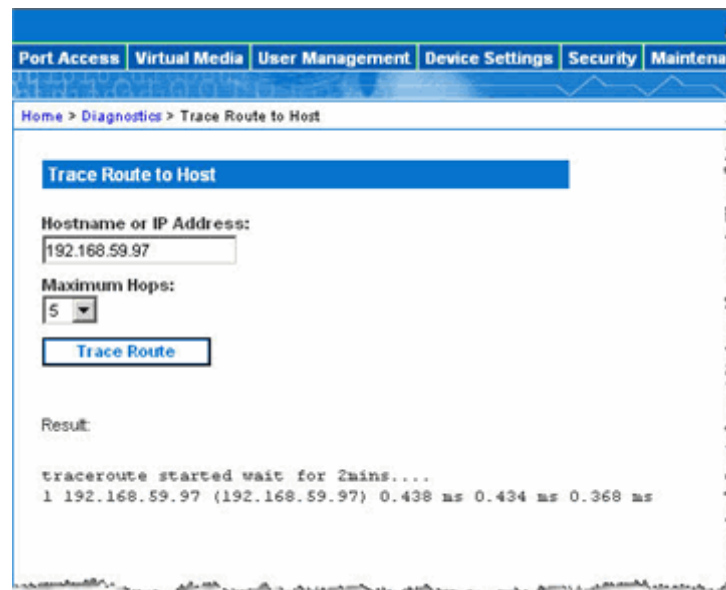 Port Access Virtual Media User Management Device Settings Security Maintena
Home > Diagnostics > Trace Route to Host
Trace Route to Host
Hostname or IP Address:
192.168.59.97
Maximum Hops:
5
Trace Route
Result:
traceroute started wait for 2mins....
1 192.168.59.97 (192.168.59.97) 0.438 ms 0.434 ms 0.368 ms